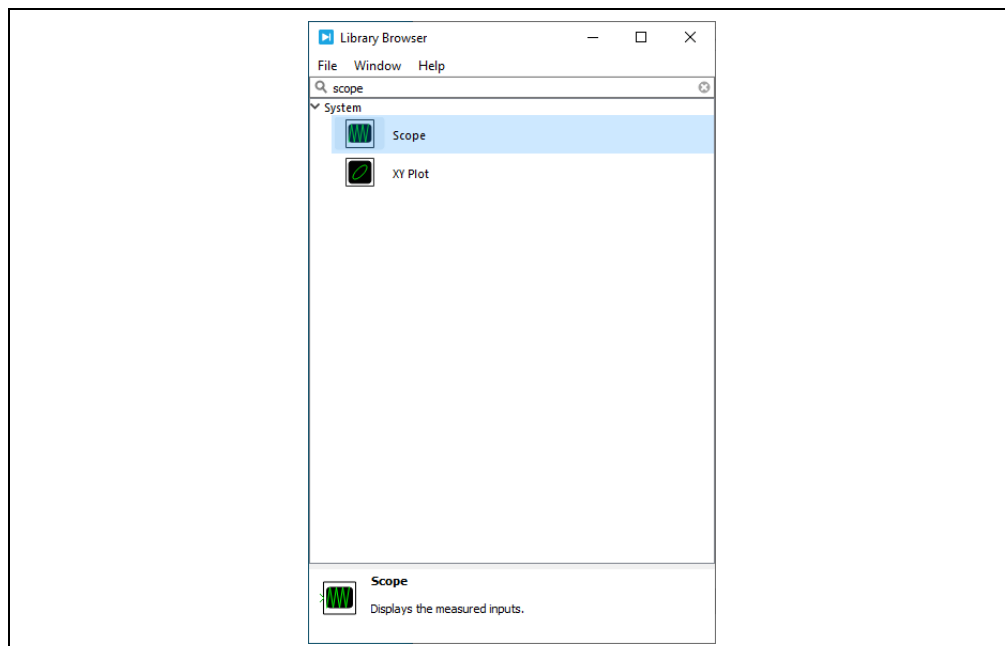 Library Browser
File Window Help
scope
System
Scope
XY Plot
Scope
Displays the measured inputs.